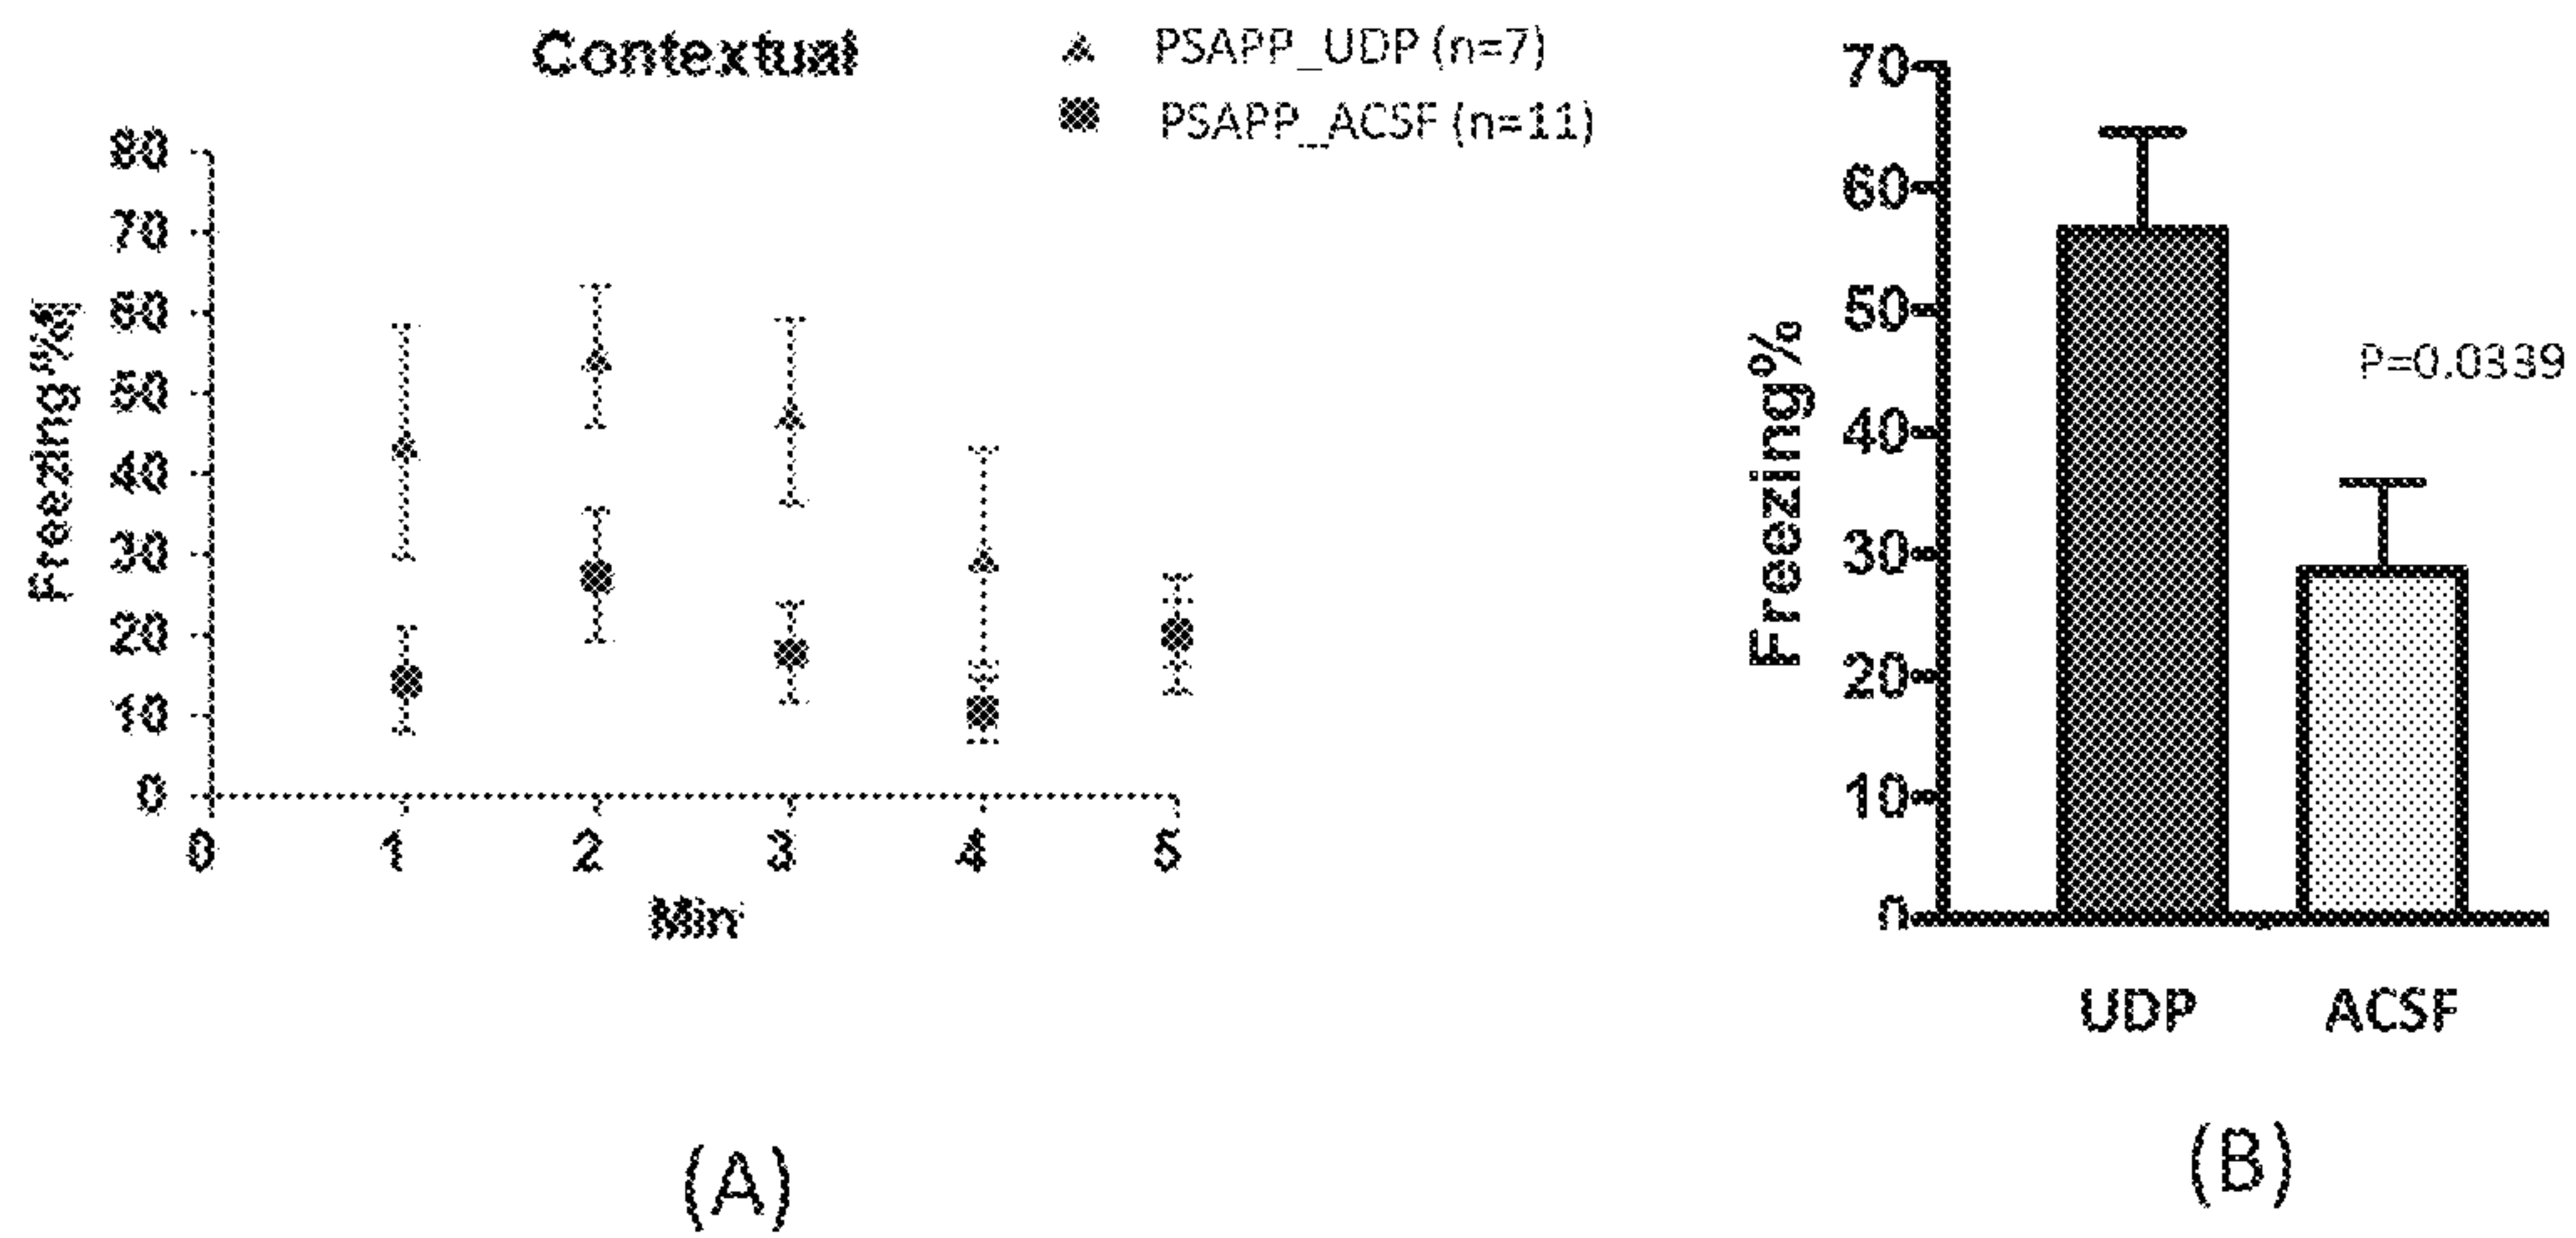 Contextual
PSAPP_UDP (n=7)
PSAPP_ACSF (n=11)
Freezing%
80
70
60
50
40
30
20
10
0
0 1 2 3 4 5
Min
(A)
Freezing%
70
60
50
40
30
20
10
0
P=0.0339
UDP ACSF
(B)